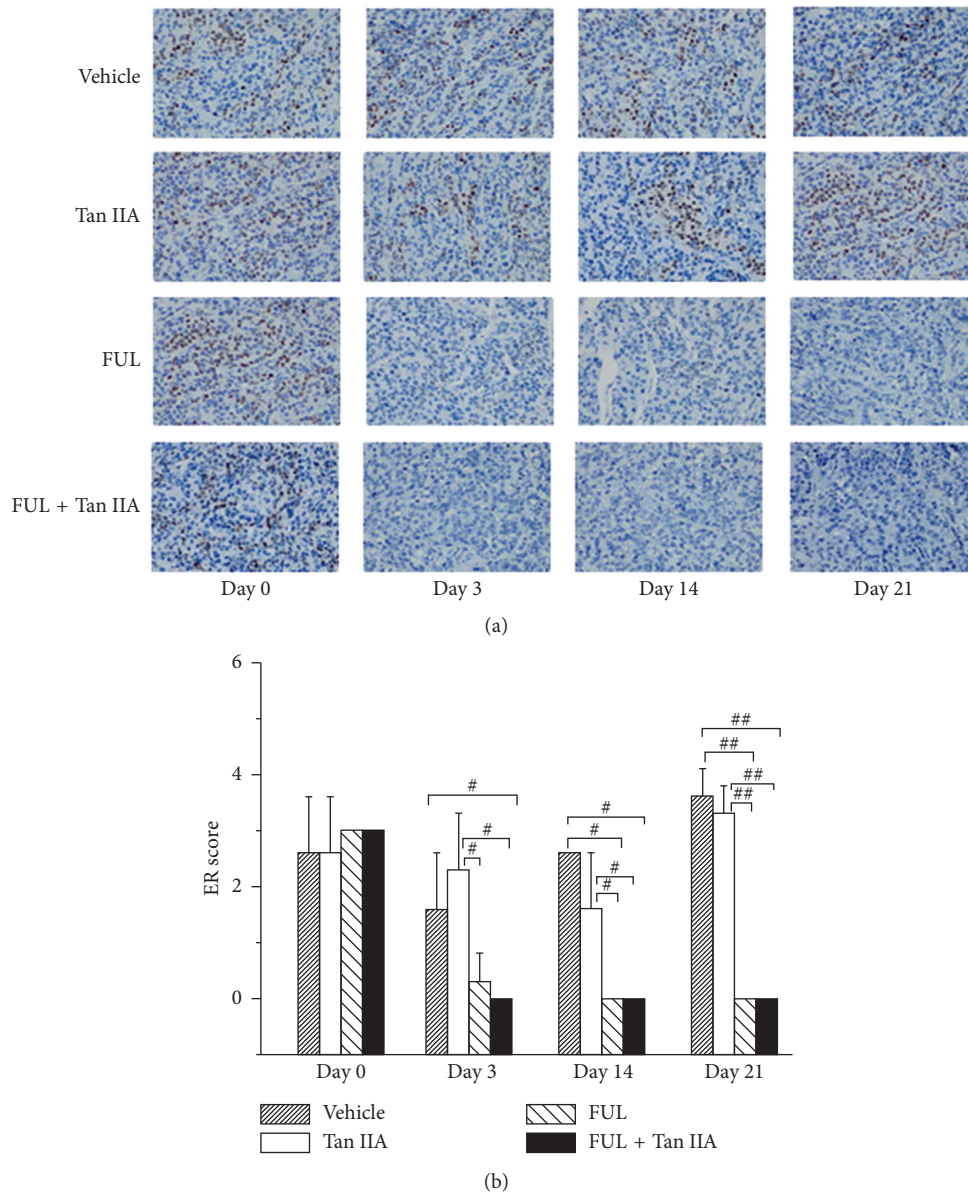 Vehicle
Tan IIA
FUL
FUL + Tan IIA
Day 0 Day 3 Day 14 Day 21
(a)
6
4
2
0
ER score
#
#
#
#
#
#
#
##
##
##
##
Day 0 Day 3 Day 14 Day 21
Vehicle FUL
Tan IIA FUL + Tan IIA
(b)